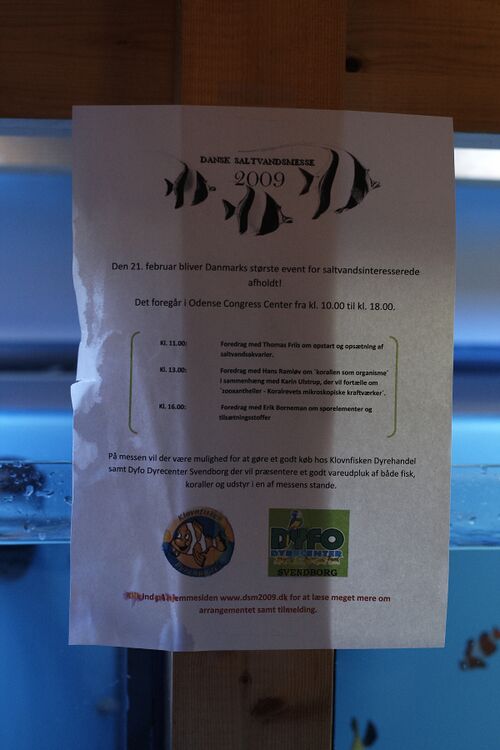 DANSK SALTVANDSMESSE
2009
Den 21. februar bliver Danmarks største event for saltvandsinteresserede
afholdt!
Det foregår i Odense Congress Center fra kl. 10.00 til kl. 18.00.
Kl. 11.00: Foredrag med Thomas Friis om opstart og opsætning af
saltvandsakvarier.
Kl. 13.00: Foredrag med Hans Ramløv om ´korallen som organisme´
i sammenhæng med Karin Ulstrup, der vil fortælle om
´zooxantheller - Koralrevets mikroskopiske kraftværker´.
Kl. 16.00: Foredrag med Erik Borneman om sporelementer og
tilsætningsstoffer
På messen vil der være mulighed for at gøre et godt køb hos Klovnfisken Dyrehandel
samt Dyfo Dyrecenter Svendborg der vil præsentere et godt vareudpluk af både fisk,
koraller og udstyr i en af messens stande.
Klovnfisken
DYFO
DYRECENTER
SVENDBORG
Klik ind på hjemmesiden www.dsm2009.dk for at læse meget mere om
arrangementet samt tilmelding.